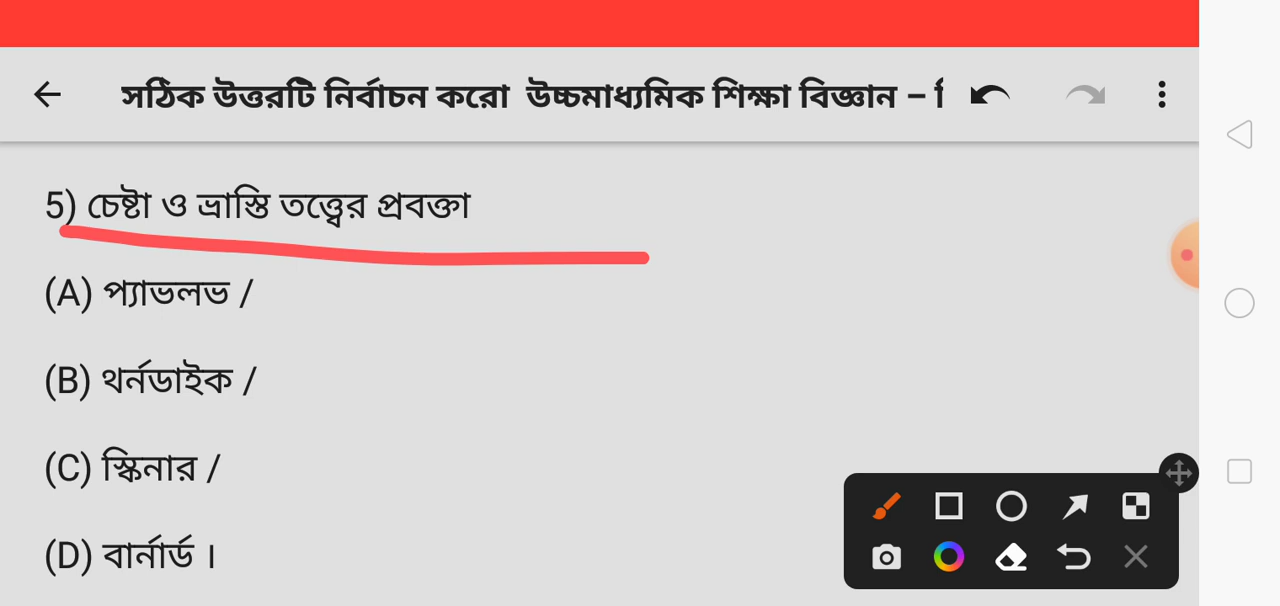 সঠিক উত্তরটি নির্বাচন করো উচ্চমাধ্যমিক শিক্ষা বিজ্ঞান –
5) চেষ্টা ও ভ্রাস্তি তত্ত্বের প্রবক্তা
(A) প্যাভলভ /
(B) থর্নডাইক /
(C) স্কিনার /
(D) বার্নার্ড ।